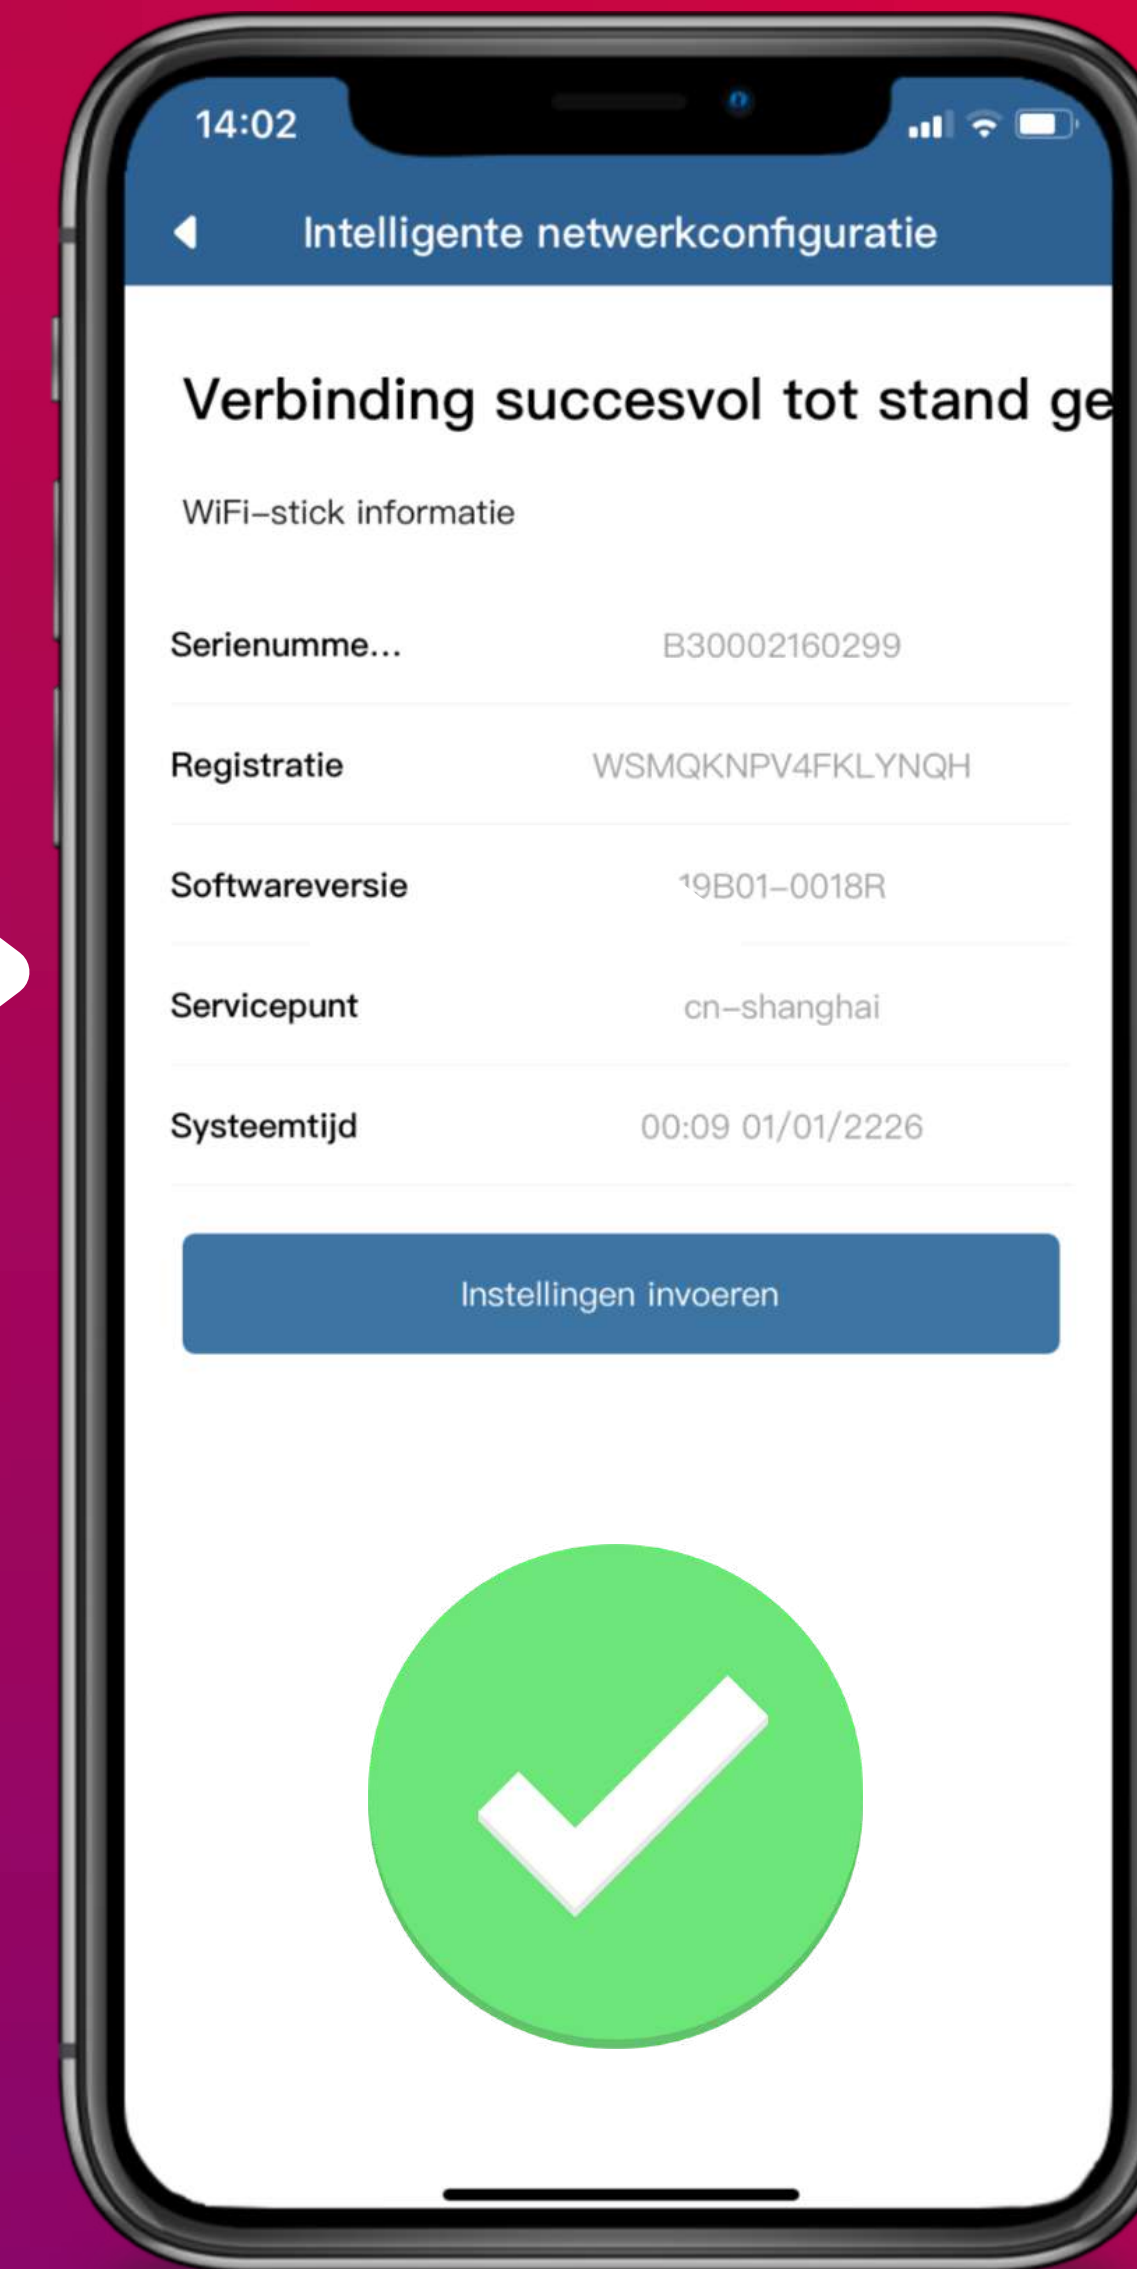 14:02
Intelligente netwerkconfiguratie
Verbinding succesvol tot stand ge
WiFi–stick informatie
Serienumme... B30002160299
Registratie WSMQKNPV4FKLYNQH
Softwareversie 19B01–0018R
Servicepunt cn–shanghai
Systeemtijd 00:09 01/01/2226
Instellingen invoeren